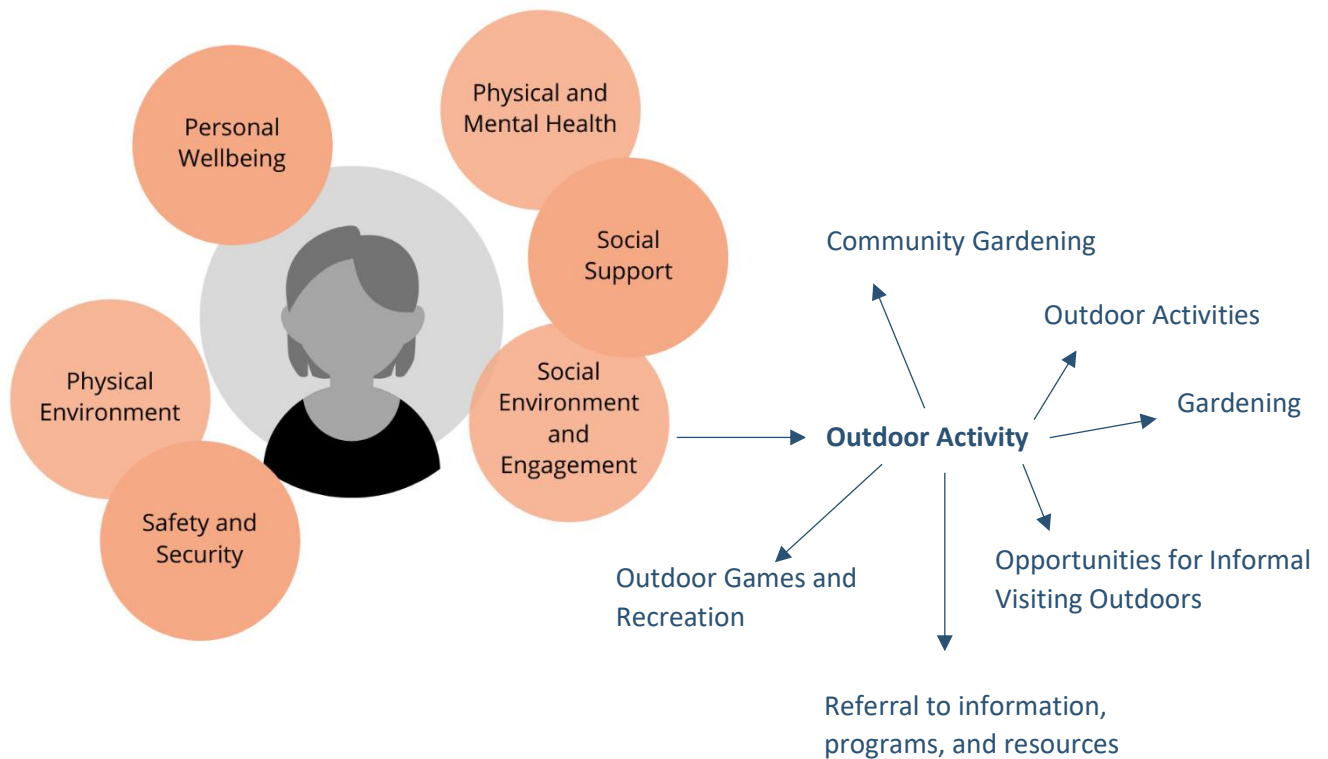 Personal
Wellbeing
Physical and
Mental Health
Social
Support
Physical
Environment
Social
Environment
and
Engagement
Safety and
Security
Community Gardening
Outdoor Activities
Gardening
Outdoor Activity
Outdoor Games and
Recreation
Opportunities for Informal
Visiting Outdoors
Referral to information,
programs, and resources